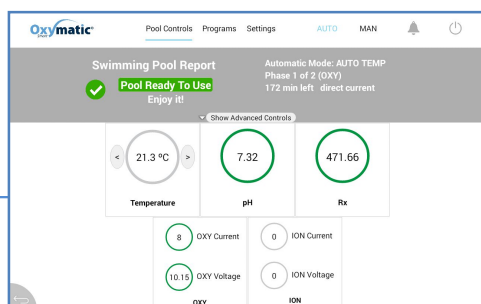 Oxymatic
Pool Controls Programs Settings AUTO MAN
Swimming Pool Report
Pool Ready To Use
Enjoy it!
Automatic Mode: AUTO TEMP
Phase 1 of 2 (OXY)
172 min left direct current
Show Advanced Controls
< 21.3 ºC >
Temperature
7.32
pH
471.66
Rx
8 OXY Current
10.15 OXY Voltage
OXY
0 ION Current
0 ION Voltage
ION